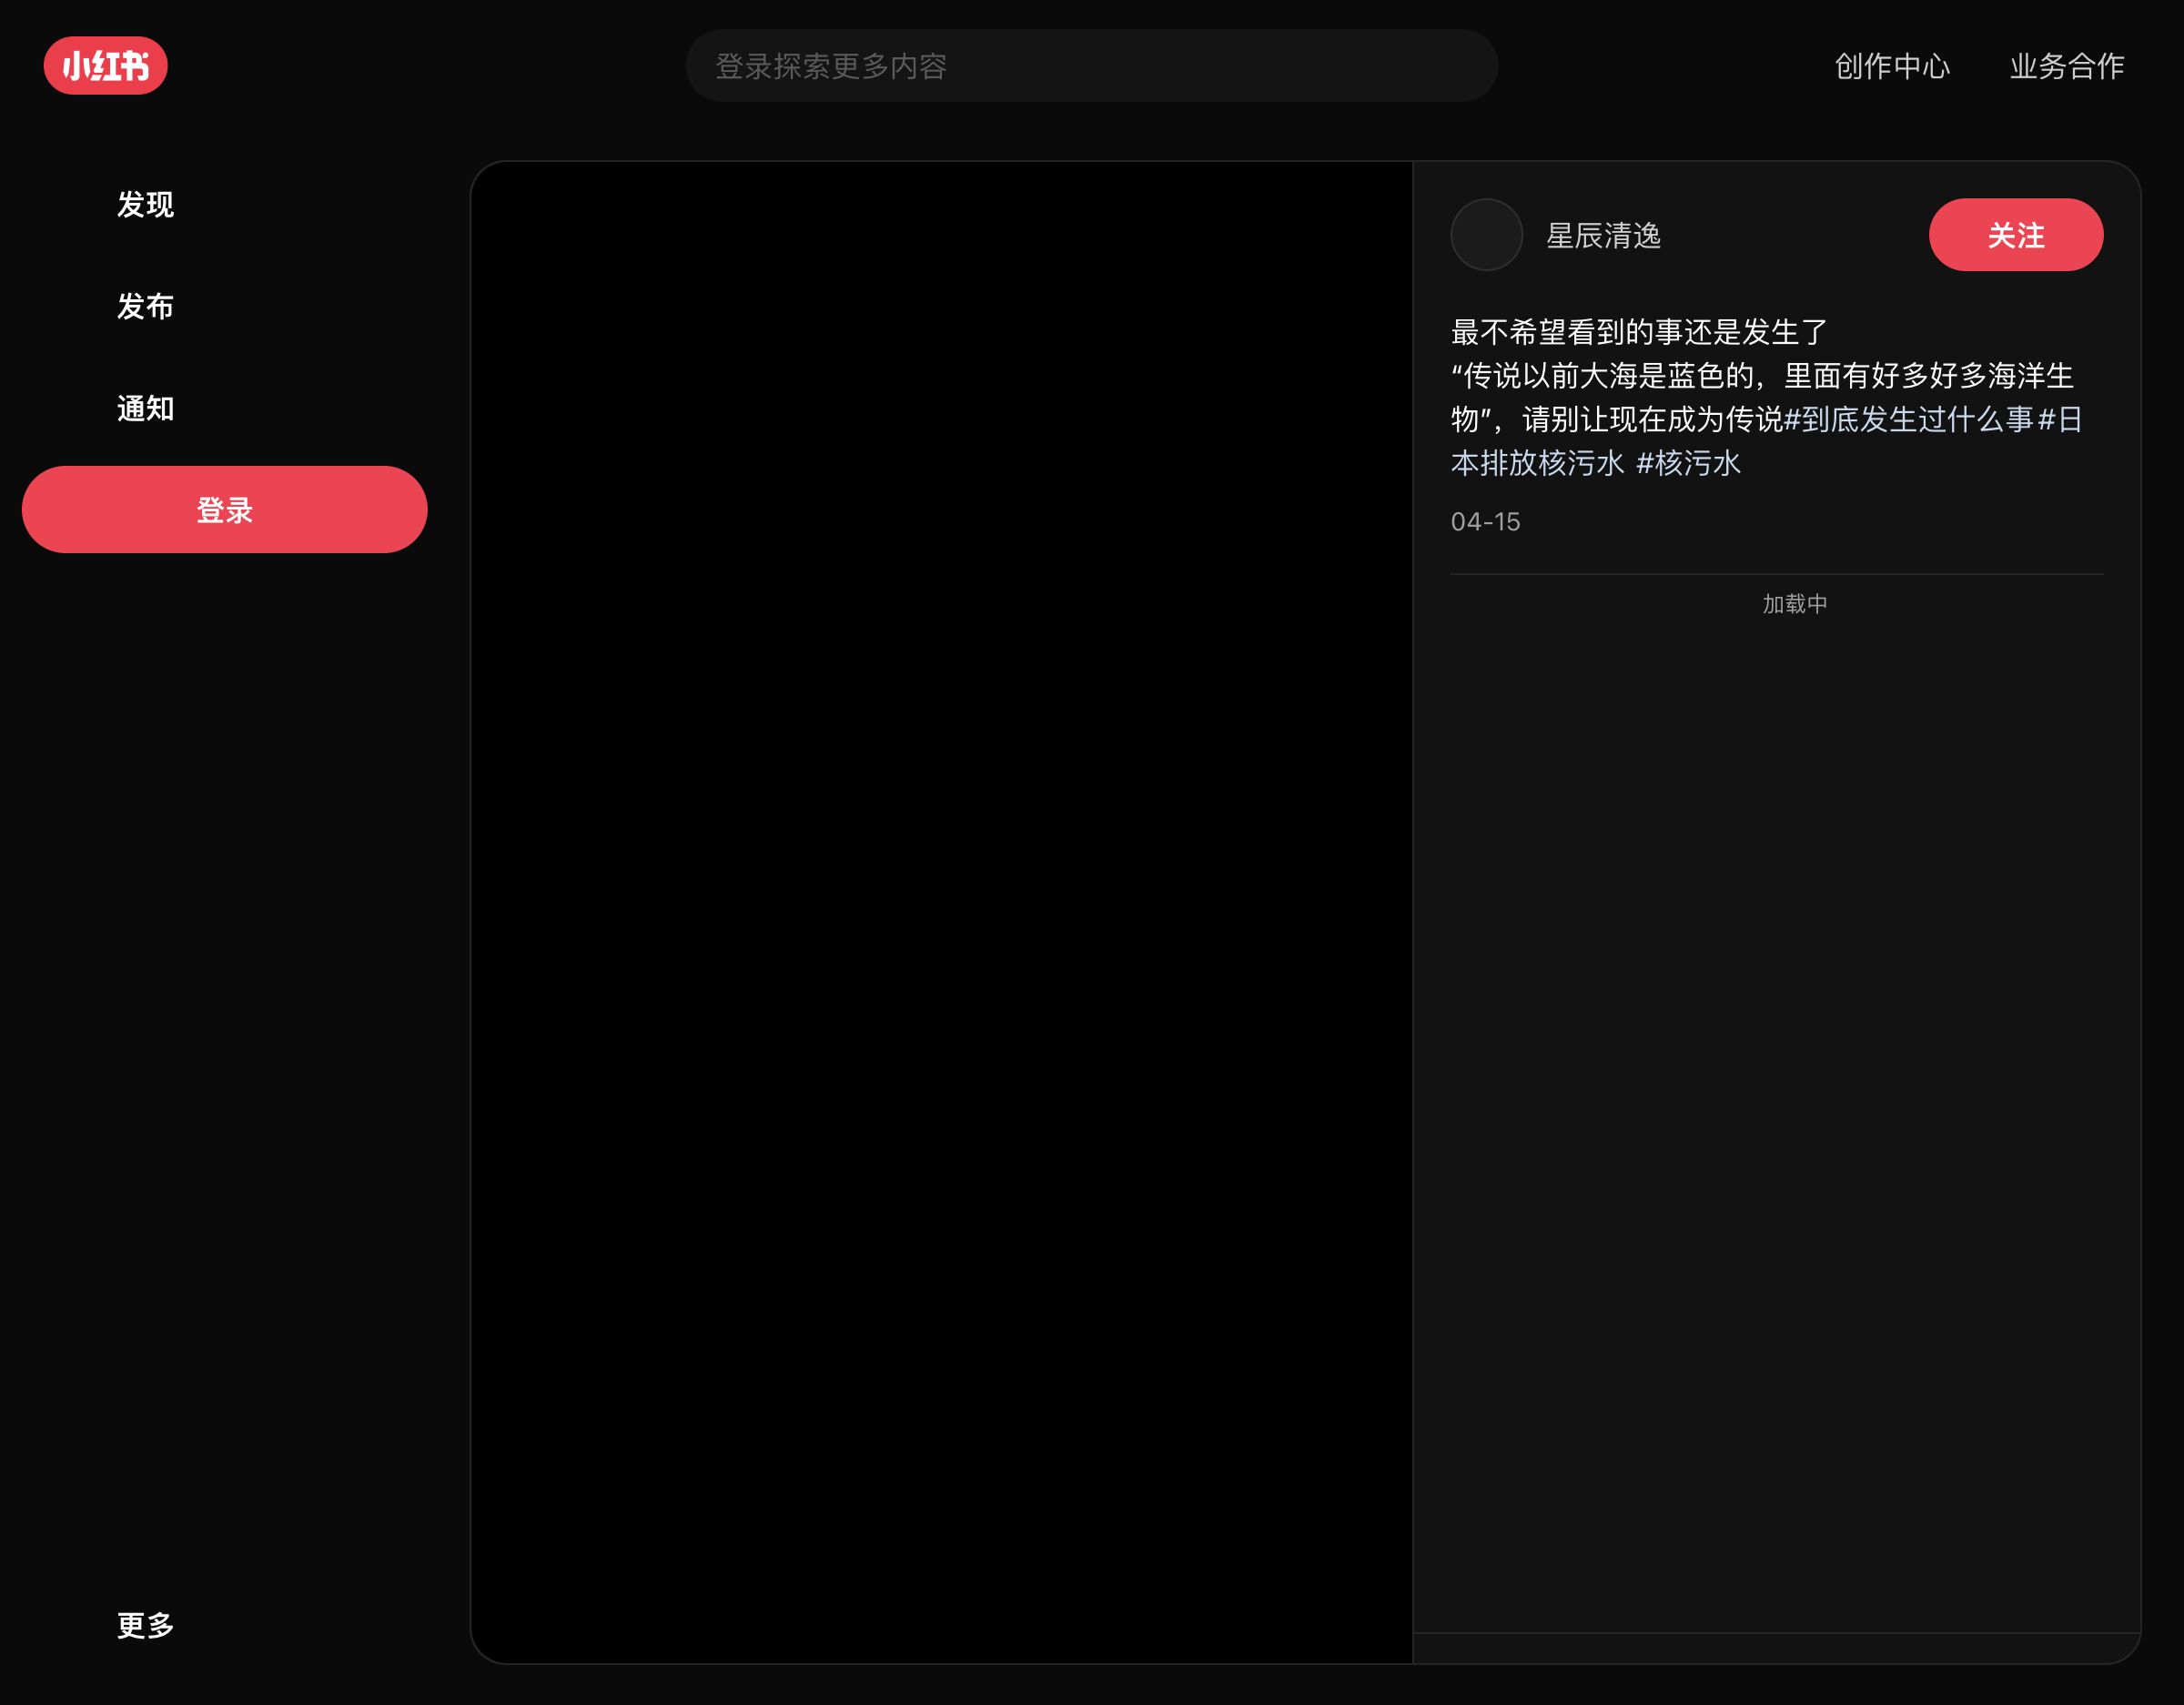 小红书
登录探索更多内容
创作中心
业务合作
发现
发布
通知
登录
更多
星辰清逸
关注
最不希望看到的事还是发生了
“传说以前大海是蓝色的，里面有好多好多海洋生
物”，请别让现在成为传说#到底发生过什么事 #日
本排放核污水 #核污水
04-15
加载中